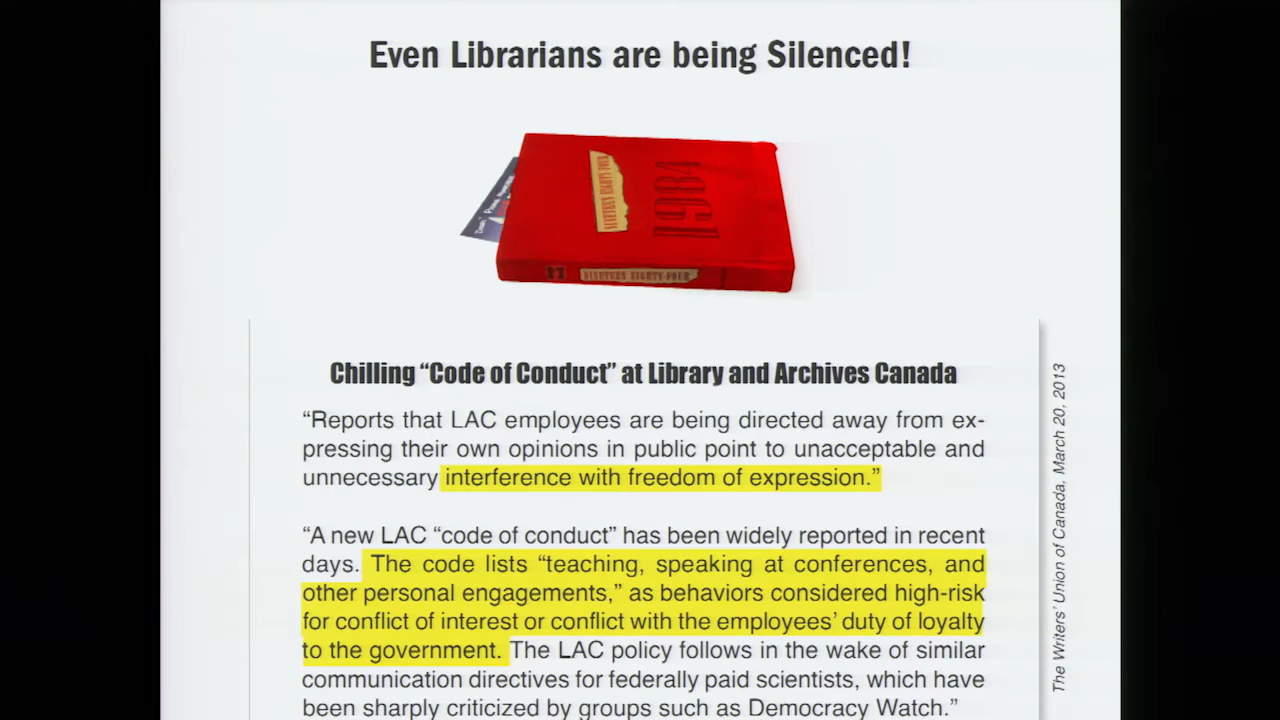 Even Librarians are being Silenced!
NINETEEN EIGHTY-FOUR
1984
NINETEEN EIGHTY-FOUR
Chilling “Code of Conduct” at Library and Archives Canada
“Reports that LAC employees are being directed away from ex-
pressing their own opinions in public point to unacceptable and
unnecessary interference with freedom of expression.”
“A new LAC “code of conduct” has been widely reported in recent
days. The code lists “teaching, speaking at conferences, and
other personal engagements,” as behaviors considered high-risk
for conflict of interest or conflict with the employees’ duty of loyalty
to the government. The LAC policy follows in the wake of similar
communication directives for federally paid scientists, which have
been sharply criticized by groups such as Democracy Watch.”
The Writers’ Union of Canada, March 20, 2013